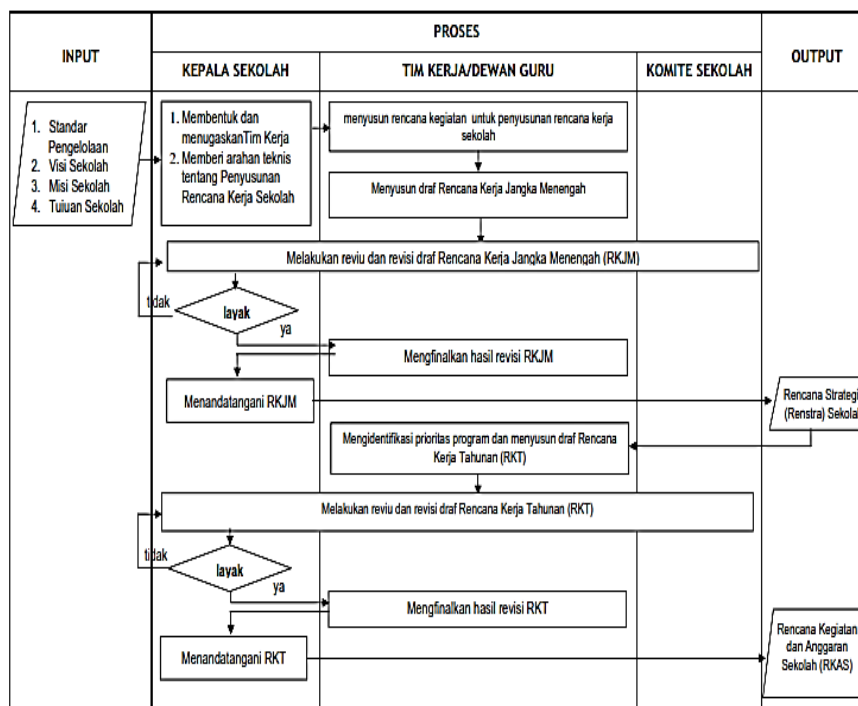 INPUT
PROSES
OUTPUT
KEPALA SEKOLAH
TIM KERJA/DEWAN GURU
KOMITE SEKOLAH
1. Standar
Pengelolaan
2. Visi Sekolah
3. Misi Sekolah
4. Tuiuan Sekolah
1. Membentuk dan
menugaskanTim Kerja
2. Memberi arahan teknis
tentang Penyusunan
Rencana Kerja Sekolah
menyusun rencana kegiatan untuk penyusunan rencana kerja
sekolah
Menyusun draf Rencana Kerja Jangka Menengah
Melakukan reviu dan revisi draf Rencana Kerja Jangka Menengah (RKJM)
tidak
layak
ya
Mengfinalkan hasil revisi RKJM
Menandatangani RKJM
Rencana Strategi
(Renstra) Sekolah
Mengidentifikasi prioritas program dan menyusun draf Rencana
Kerja Tahunan (RKT)
Melakukan reviu dan revisi draf Rencana Kerja Tahunan (RKT)
tidak
layak
ya
Mengfinalkan hasil revisi RKT
Menandatangani RKT
Rencana Kegiatan
dan Anggaran
Sekolah (RKAS)